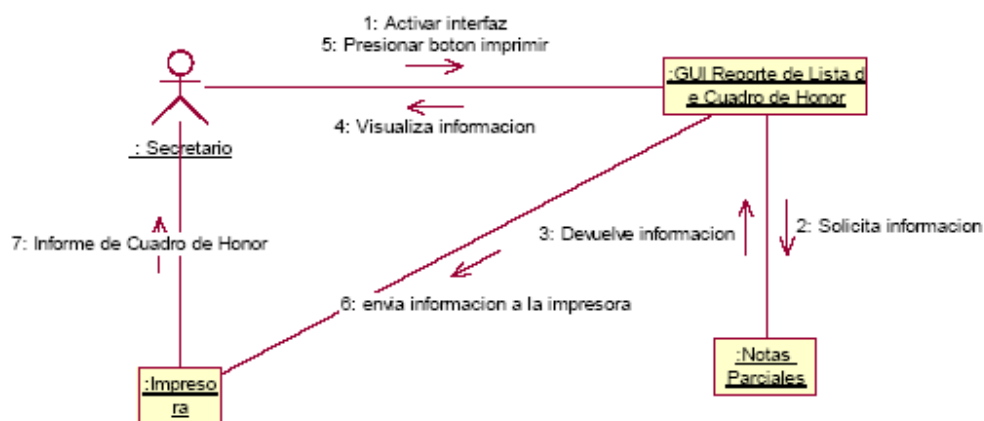 1: Activar interfaz
5: Presionar boton imprimir
:GUI Reporte de Lista d
e Cuadro de Honor
4: Visualiza informacion
: Secretario
7: Informe de Cuadro de Honor
3: Devuelve informacion
2: Solicita informacion
6: envia informacion a la impresora
:Notas
Parciales
:Impreso
ra